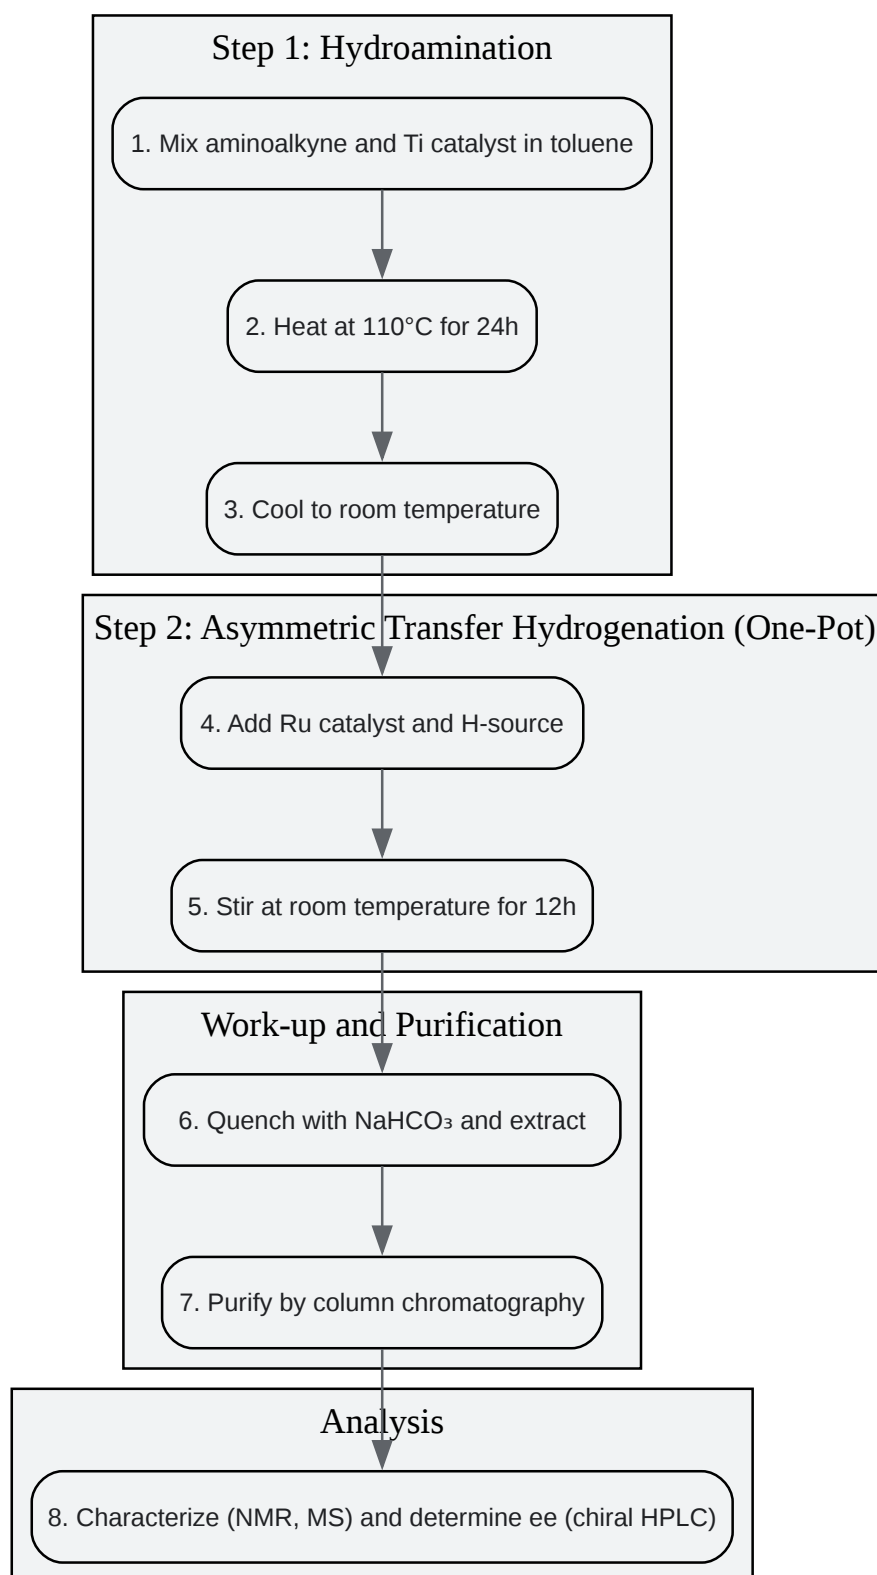 Step 1: Hydroamination
1. Mix aminoalkyne and Ti catalyst in toluene
2. Heat at 110°C for 24h
3. Cool to room temperature
Step 2: Asymmetric Transfer Hydrogenation (One-Pot)
4. Add Ru catalyst and H-source
5. Stir at room temperature for 12h
Work-up and Purification
6. Quench with NaHCO₃ and extract
7. Purify by column chromatography
Analysis
8. Characterize (NMR, MS) and determine ee (chiral HPLC)